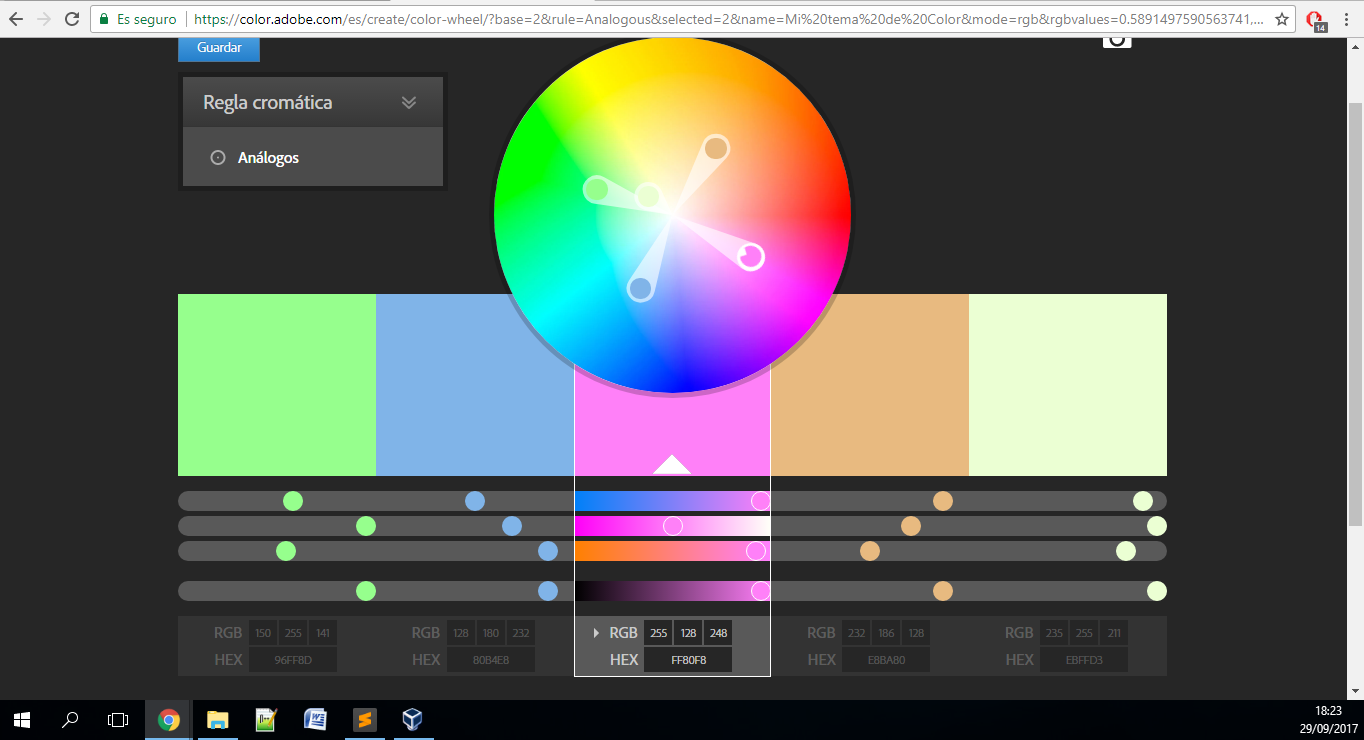 Es seguro
https://color.adobe.com/es/create/color-wheel/?base=2&rule=Analogous&selected=2&name=Mi%20tema%20de%20Color&mode=rgb&rgbvalues=0.5891497590563741,...
14
Guardar
Regla cromática
Análogos
RGB 150 255 141
HEX 96FF8D
RGB 128 180 232
HEX 80B4E8
RGB 255 128 248
HEX FF80F8
RGB 232 186 128
HEX E8BA80
RGB 235 255 211
HEX EBFFD3
18:23
29/09/2017